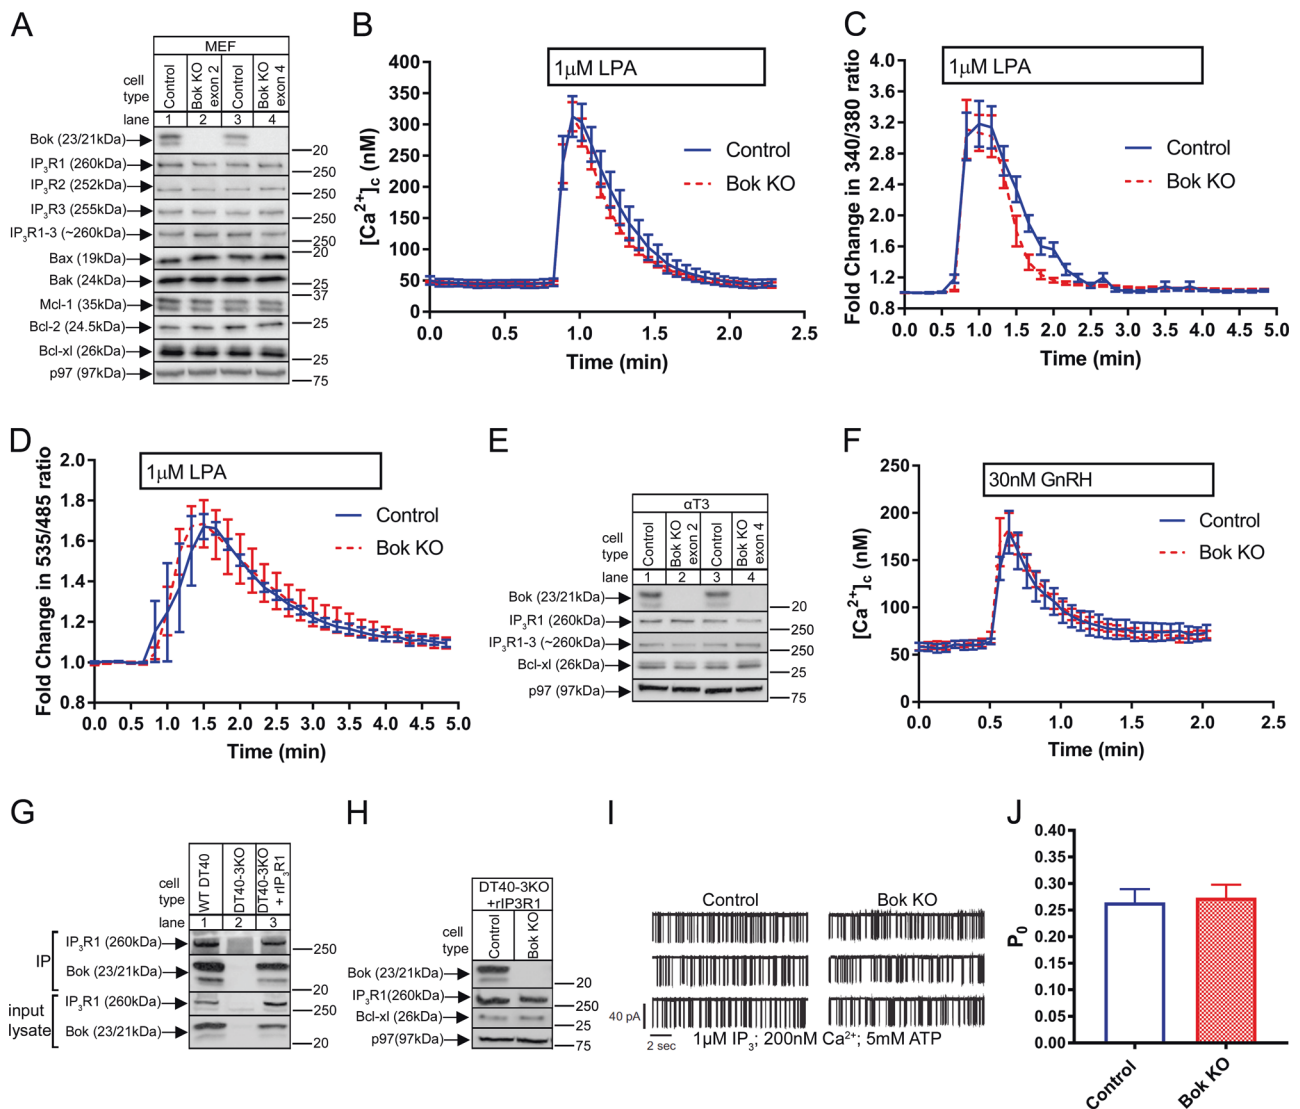 A
MEF
cell type
Control
Bok KO exon 2
Control
Bok KO exon 4
lane
1 2 3 4
Bok (23/21kDa)
20
IP3R1 (260kDa)
250
IP3R2 (252kDa)
250
IP3R3 (255kDa)
250
IP3R1-3 (~260kDa)
250
Bax (19kDa)
20
Bak (24kDa)
25
Mcl-1 (35kDa)
37
Bcl-2 (24.5kDa)
25
Bcl-xl (26kDa)
25
p97 (97kDa)
75
B
1µM LPA
[Ca2+]c (nM)
400
350
300
250
200
150
100
50
0
Control
Bok KO
0.0 0.5 1.0 1.5 2.0 2.5
Time (min)
C
1µM LPA
Fold Change in 340/380 ratio
4.0
3.6
3.2
2.8
2.4
2.0
1.6
1.2
0.8
Control
Bok KO
0.0 0.5 1.0 1.5 2.0 2.5 3.0 3.5 4.0 4.5 5.0
Time (min)
D
1µM LPA
Fold Change in 535/485 ratio
2.0
1.8
1.6
1.4
1.2
1.0
0.8
Control
Bok KO
0.0 0.5 1.0 1.5 2.0 2.5 3.0 3.5 4.0 4.5 5.0
Time (min)
E
αT3
cell type
Control
Bok KO exon 2
Control
Bok KO exon 4
lane
1 2 3 4
Bok (23/21kDa)
20
IP3R1 (260kDa)
250
IP3R1-3 (~260kDa)
250
Bcl-xl (26kDa)
25
p97 (97kDa)
75
F
30nM GnRH
[Ca2+]c (nM)
250
200
150
100
50
0
Control
Bok KO
0.0 0.5 1.0 1.5 2.0 2.5
Time (min)
G
cell type
WT DT40
DT40-3KO
DT40-3KO + rIP3R1
lane
1 2 3
IP
IP3R1 (260kDa)
250
Bok (23/21kDa)
20
input lysate
IP3R1 (260kDa)
250
Bok (23/21kDa)
20
H
DT40-3KO
+rIP3R1
cell type
Control
Bok KO
Bok (23/21kDa)
20
IP3R1(260kDa)
250
Bcl-xl (26kDa)
25
p97(97kDa)
75
I
Control
Bok KO
40 pA
2 sec
1µM IP3; 200nM Ca2+; 5mM ATP
J
P0
0.40
0.35
0.30
0.25
0.20
0.15
0.10
0.05
0.00
Control
Bok KO